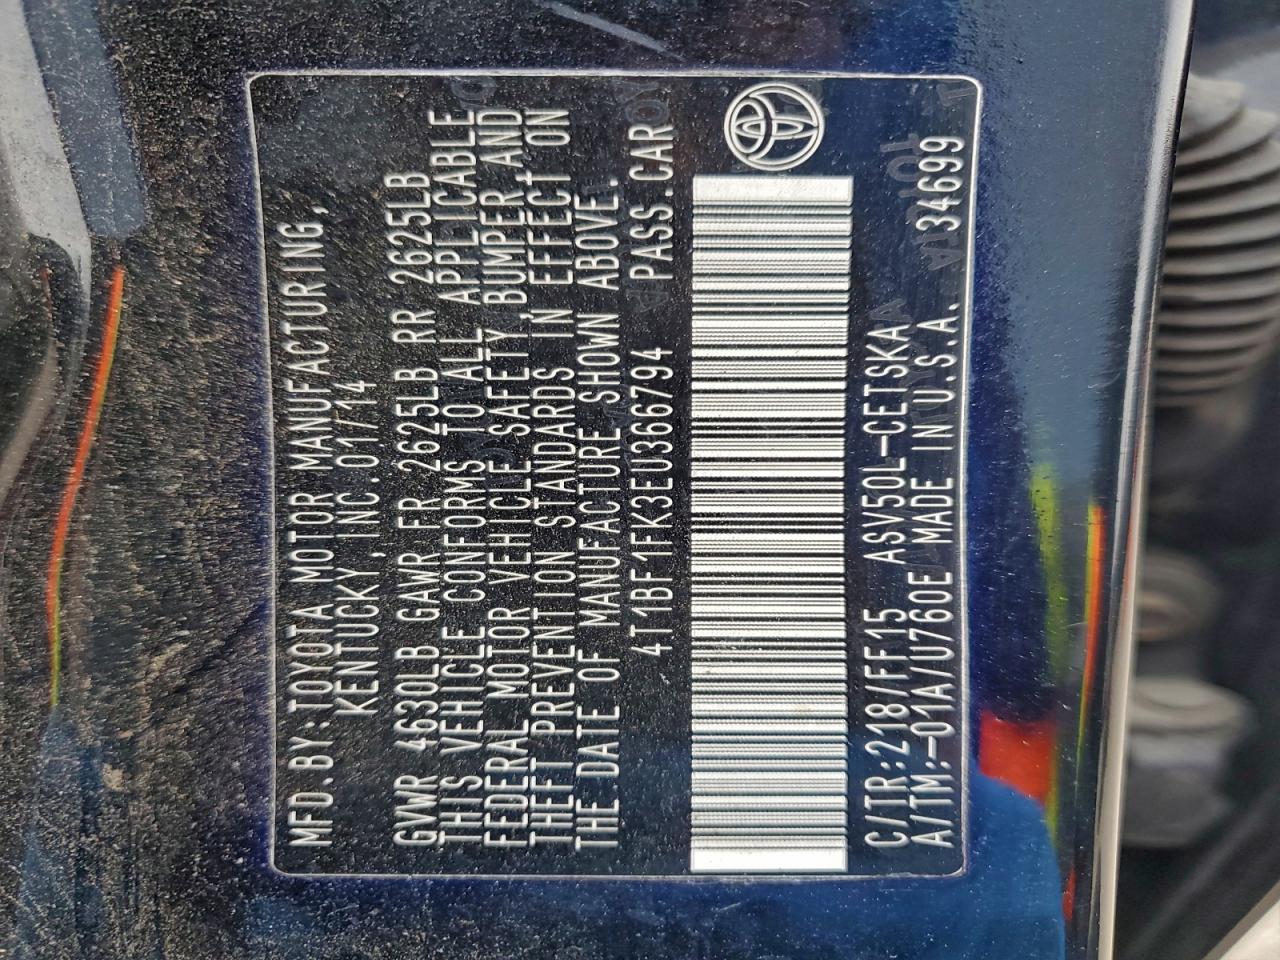 MFD.BY:TOYOTA MOTOR MANUFACTURING,
KENTUCKY, INC.01/14
GVWR 4630LB GAWR FR 2625LB RR 2625LB
THIS VEHICLE CONFORMS TO ALL APPLICABLE
FEDERAL MOTOR VEHICLE SAFETY, BUMPER AND
THEFT PREVENTION STANDARDS IN EFFECT ON
THE DATE OF MANUFACTURE SHOWN ABOVE.
4T1BF1FK3EU366794 PASS.CAR
C/TR:218/FF15 ASV50L-CETSKA
A/TM:-01A/U760E MADE IN U.S.A. 34699